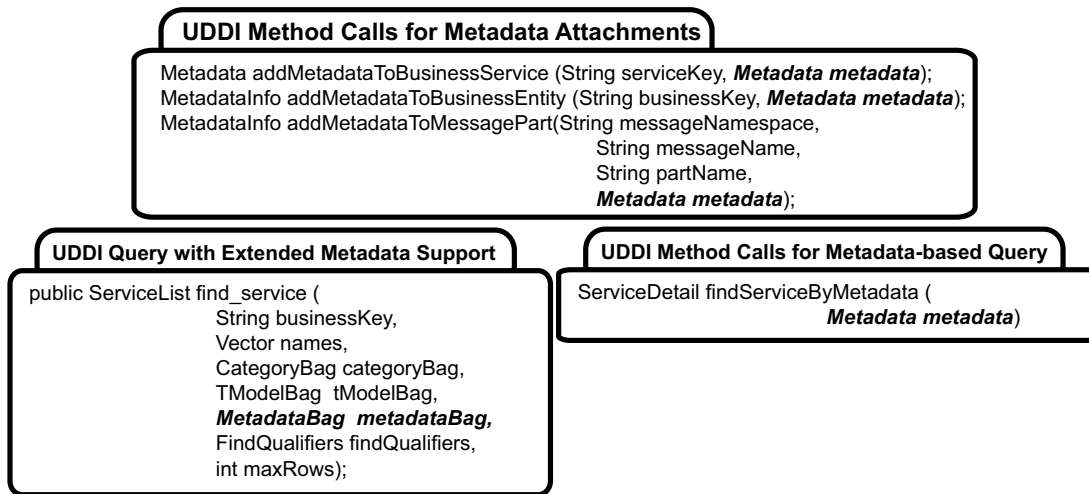 UDDI Method Calls for Metadata Attachments
Metadata addMetadataToBusinessService (String serviceKey, Metadata metadata);
MetadataInfo addMetadataToBusinessEntity (String businessKey, Metadata metadata);
MetadataInfo addMetadataToMessagePart(String messageNamespace,
String messageName,
String partName,
Metadata metadata);
UDDI Query with Extended Metadata Support
public ServiceList find_service (
String businessKey,
Vector names,
CategoryBag categoryBag,
TModelBag tModelBag,
MetadataBag metadataBag,
FindQualifiers findQualifiers,
int maxRows);
UDDI Method Calls for Metadata-based Query
ServiceDetail findServiceByMetadata (
Metadata metadata)